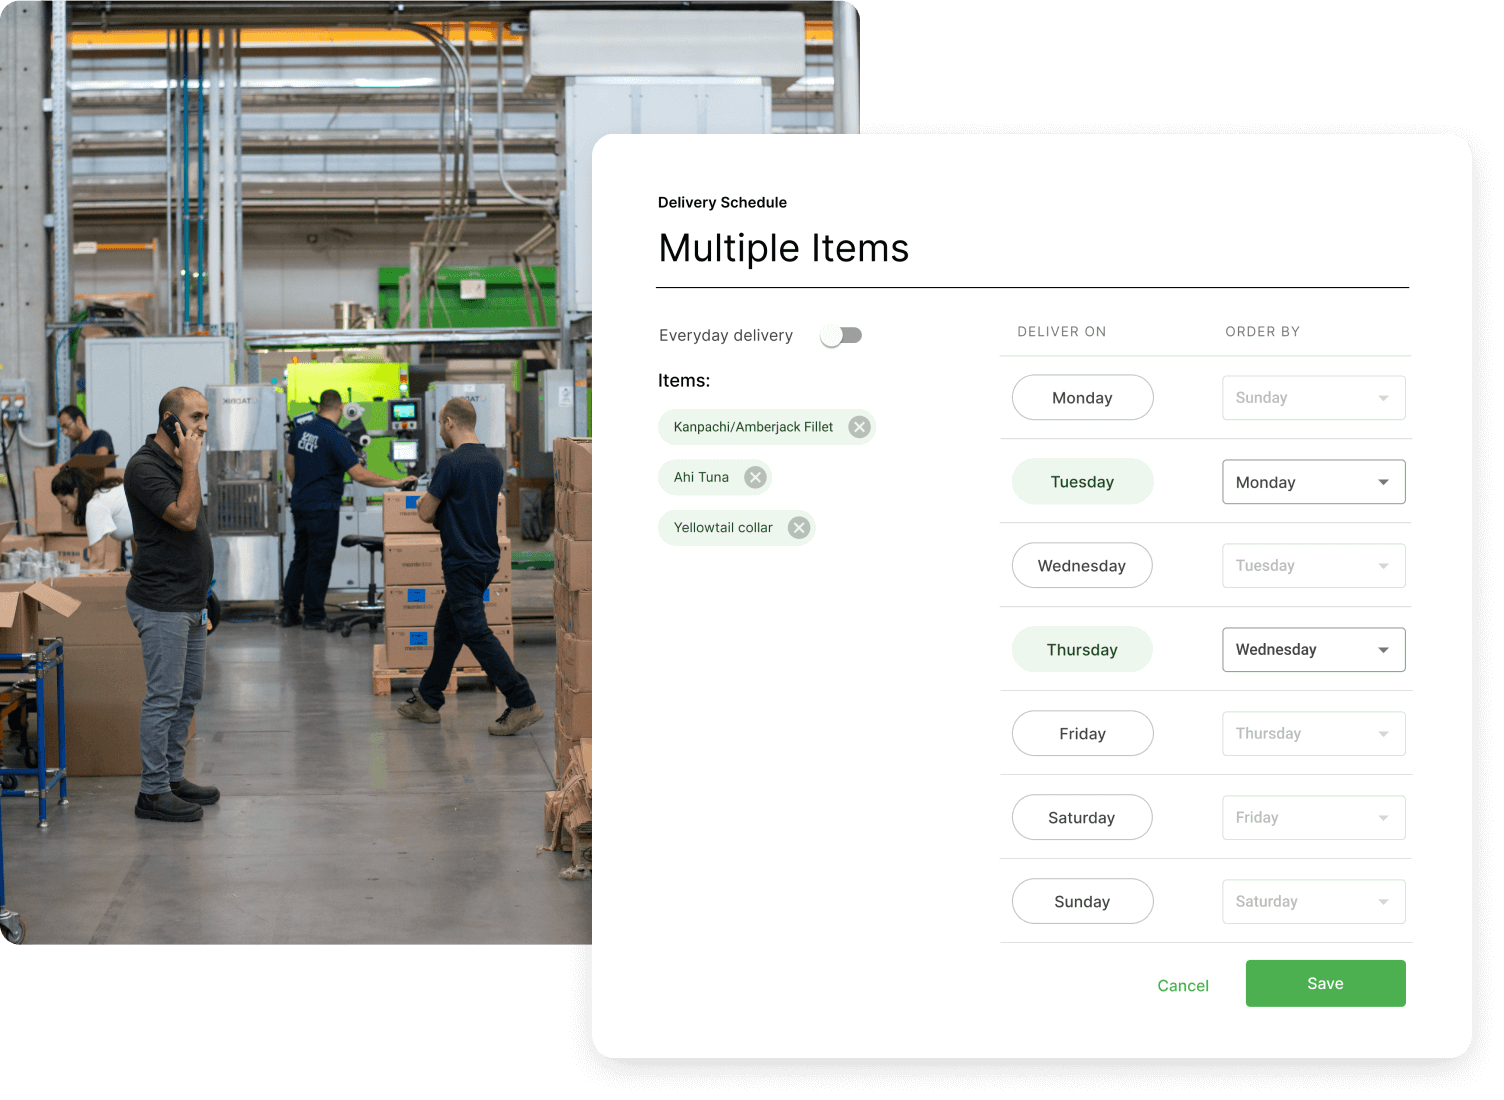 Delivery Schedule
Multiple Items
Everyday delivery
Items:
Kanpachi/Amberjack Fillet
Ahi Tuna
Yellowtail collar
DELIVER ON ORDER BY
Monday Sunday
Tuesday Monday
Wednesday Tuesday
Thursday Wednesday
Friday Thursday
Saturday Friday
Sunday Saturday
Cancel Save